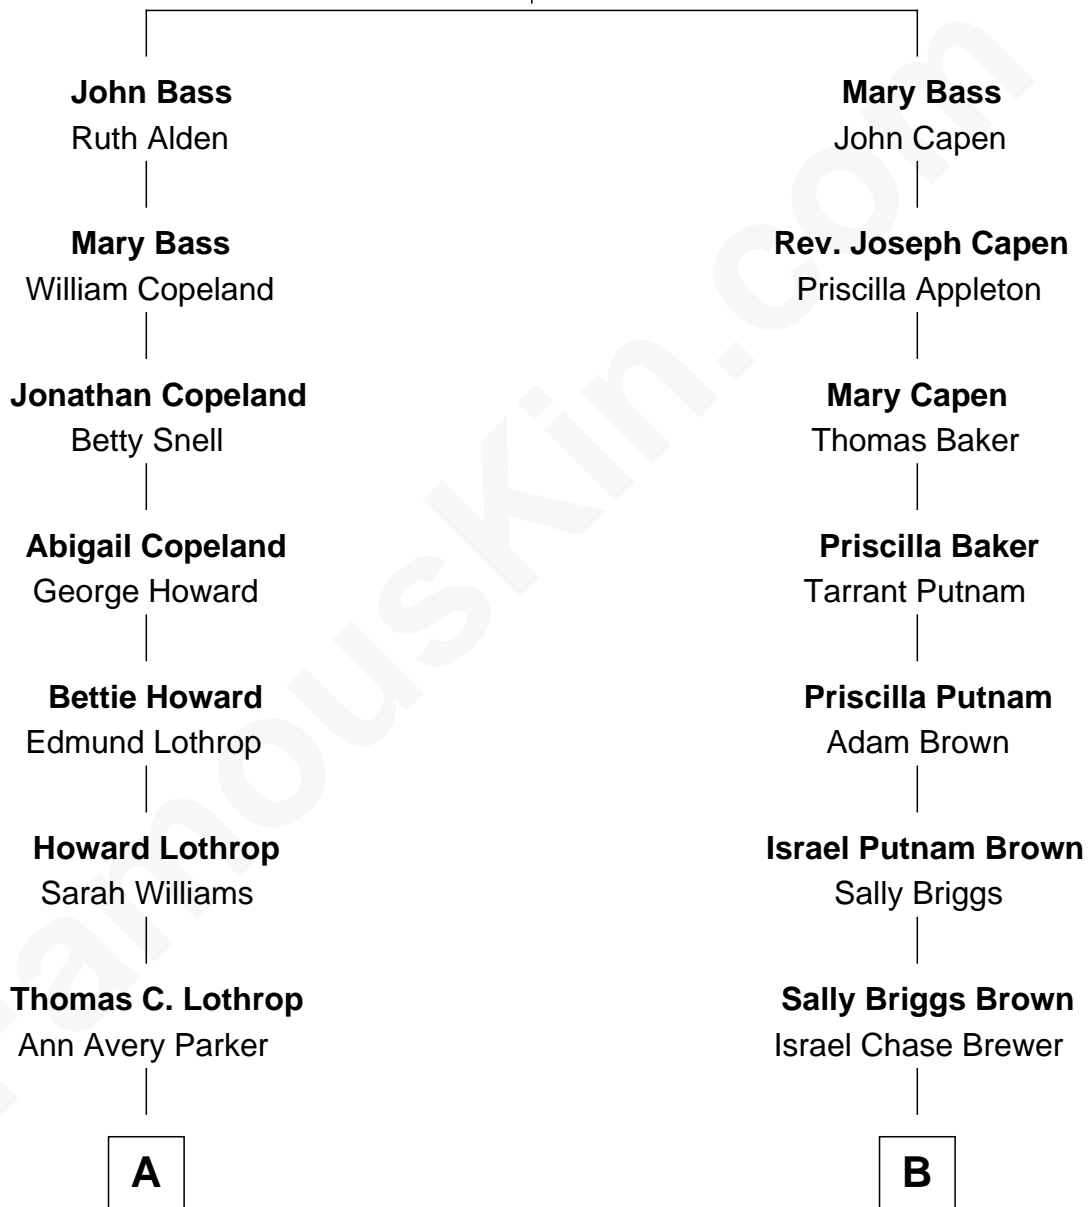 John Bass
Ruth Alden
Mary Bass
John Capen
Mary Bass
William Copeland
Rev. Joseph Capen
Priscilla Appleton
Jonathan Copeland
Betty Snell
Mary Capen
Thomas Baker
Abigail Copeland
George Howard
Priscilla Baker
Tarrant Putnam
Bettie Howard
Edmund Lothrop
Priscilla Putnam
Adam Brown
Howard Lothrop
Sarah Williams
Israel Putnam Brown
Sally Briggs
Thomas C. Lothrop
Ann Avery Parker
Sally Briggs Brown
Israel Chase Brewer
A
B
FamousKin.com